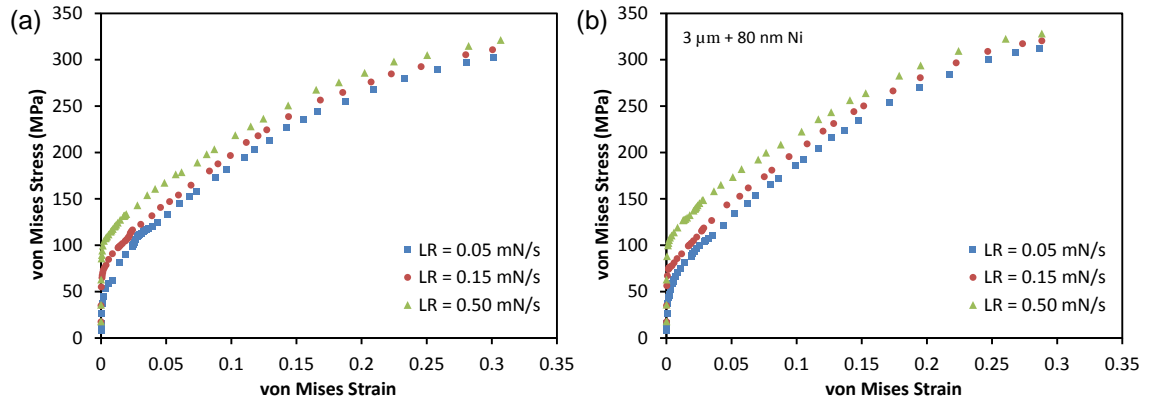 (a)
350
300
250
200
150
100
50
0
von Mises Stress (MPa)
0 0.05 0.1 0.15 0.2 0.25 0.3 0.35
von Mises Strain
LR = 0.05 mN/s
LR = 0.15 mN/s
LR = 0.50 mN/s
(b)
3 μm + 80 nm Ni
350
300
250
200
150
100
50
0
von Mises Stress (MPa)
0 0.05 0.1 0.15 0.2 0.25 0.3 0.35
von Mises Strain
LR = 0.05 mN/s
LR = 0.15 mN/s
LR = 0.50 mN/s